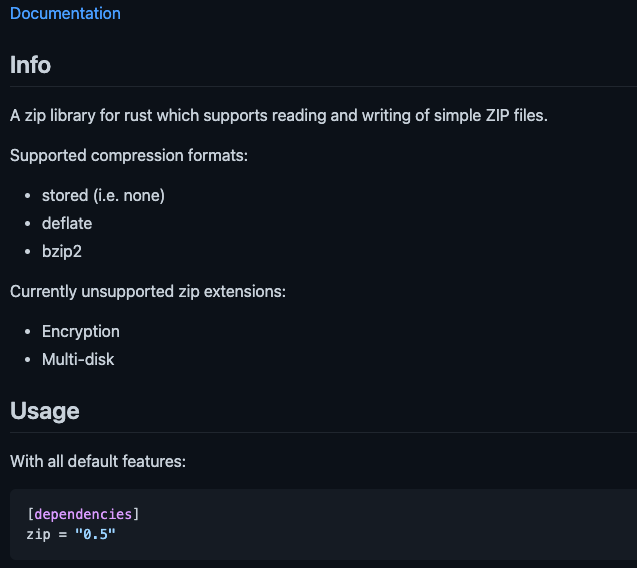 Documentation
Info
A zip library for rust which supports reading and writing of simple ZIP files.
Supported compression formats:
• stored (i.e. none)
• deflate
• bzip2
Currently unsupported zip extensions:
• Encryption
• Multi-disk
Usage
With all default features:
[dependencies]
zip = "0.5"